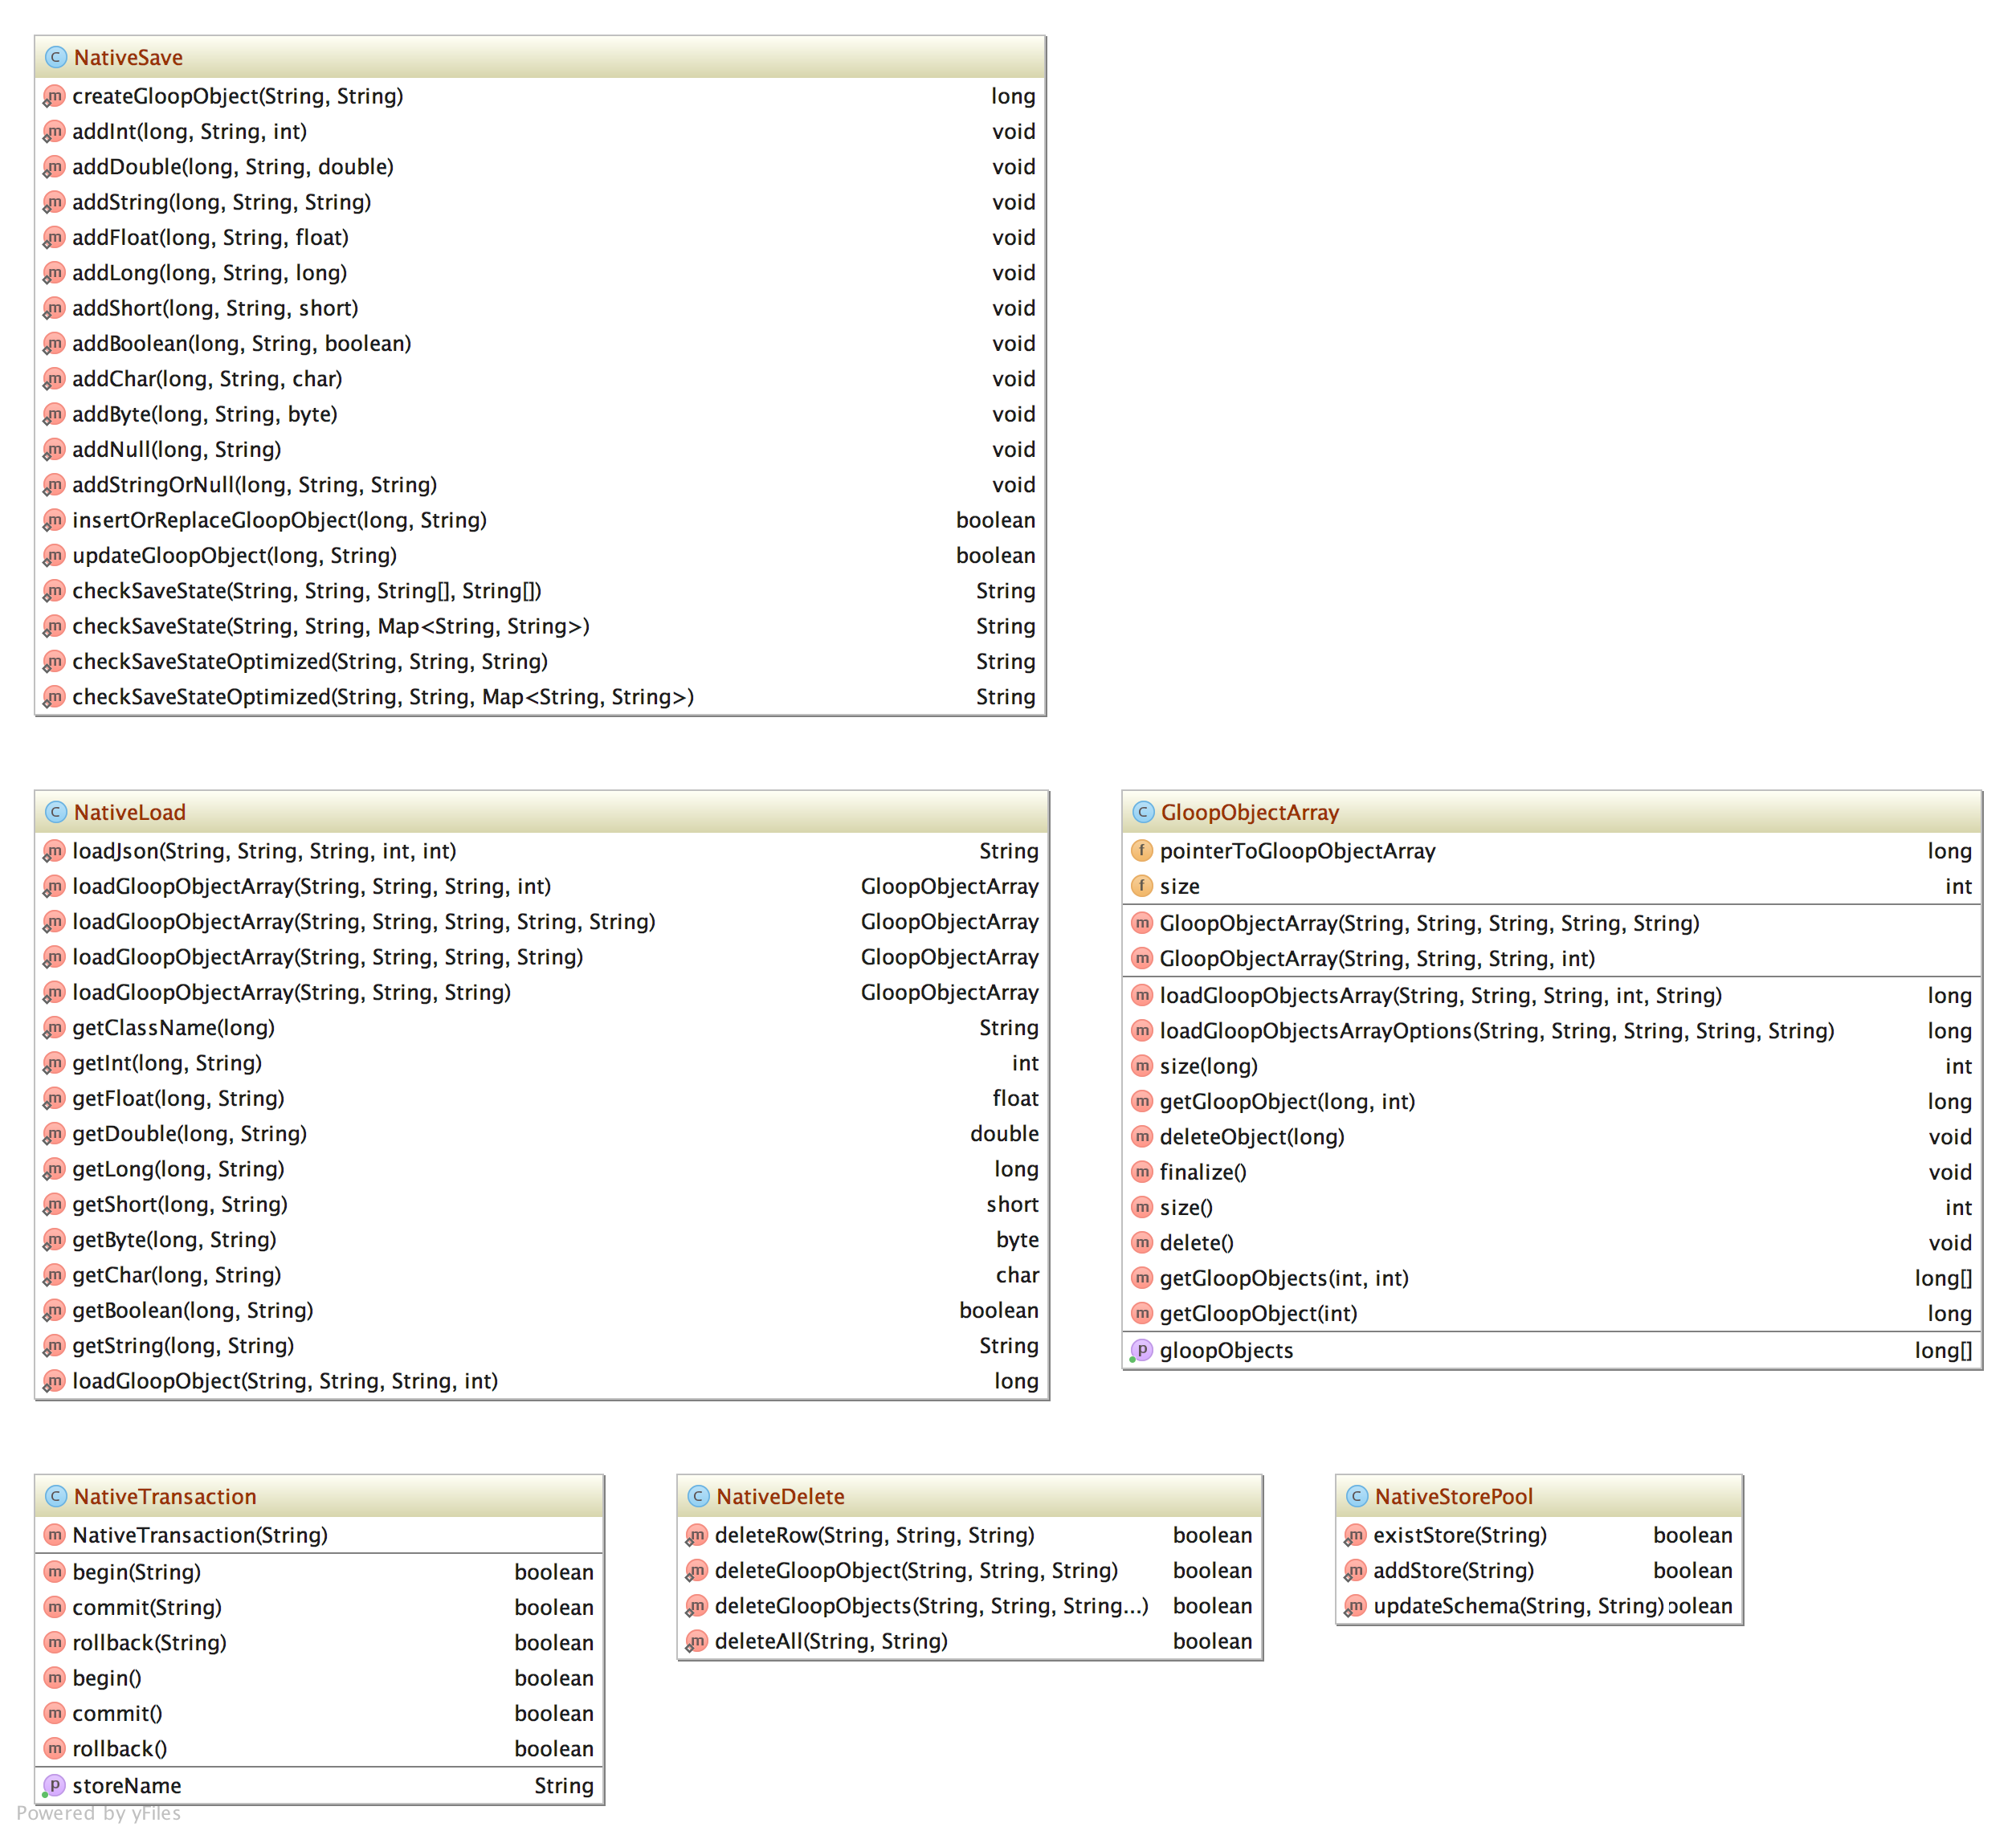 NativeSave
createGloopObject(String, String) long
addInt(long, String, int) void
addDouble(long, String, double) void
addString(long, String, String) void
addFloat(long, String, float) void
addLong(long, String, long) void
addShort(long, String, short) void
addBoolean(long, String, boolean) void
addChar(long, String, char) void
addByte(long, String, byte) void
addNull(long, String) void
addStringOrNull(long, String, String) void
insertOrReplaceGloopObject(long, String) boolean
updateGloopObject(long, String) boolean
checkSaveState(String, String, String[], String[]) String
checkSaveState(String, String, Map<String, String>) String
checkSaveStateOptimized(String, String, String) String
checkSaveStateOptimized(String, String, Map<String, String>) String
NativeLoad
loadJson(String, String, String, int, int) String
loadGloopObjectArray(String, String, String, int) GloopObjectArray
loadGloopObjectArray(String, String, String, String, String) GloopObjectArray
loadGloopObjectArray(String, String, String, String) GloopObjectArray
loadGloopObjectArray(String, String, String) GloopObjectArray
getClassName(long) String
getInt(long, String) int
getFloat(long, String) float
getDouble(long, String) double
getLong(long, String) long
getShort(long, String) short
getByte(long, String) byte
getChar(long, String) char
getBoolean(long, String) boolean
getString(long, String) String
loadGloopObject(String, String, String, int) long
GloopObjectArray
pointerToGloopObjectArray long
size int
GloopObjectArray(String, String, String, String, String)
GloopObjectArray(String, String, String, int)
loadGloopObjectsArray(String, String, String, int, String) long
loadGloopObjectsArrayOptions(String, String, String, String, String) long
size(long) int
getGloopObject(long, int) long
deleteObject(long) void
finalize() void
size() int
delete() void
getGloopObjects(int, int) long[]
getGloopObject(int) long
gloopObjects long[]
NativeTransaction
NativeTransaction(String)
begin(String) boolean
commit(String) boolean
rollback(String) boolean
begin() boolean
commit() boolean
rollback() boolean
storeName String
NativeDelete
deleteRow(String, String, String) boolean
deleteGloopObject(String, String, String) boolean
deleteGloopObjects(String, String, String...) boolean
deleteAll(String, String) boolean
NativeStorePool
existStore(String) boolean
addStore(String) boolean
updateSchema(String, String) oolean
Powered by yFiles